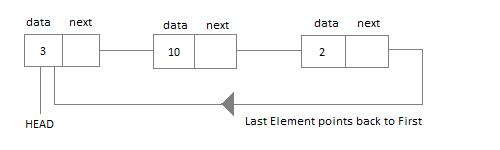 data next data next data next
3 10 2
HEAD Last Element points back to First